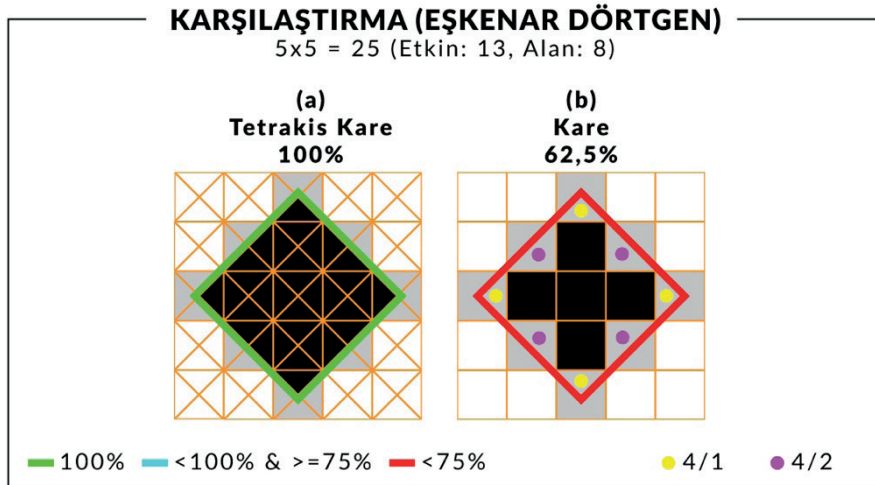 KARŞILAŞTIRMA (EŞKENAR DÖRTGEN)
5x5 = 25 (Etkin: 13, Alan: 8)
(a)
Tetrakis Kare
100%
(b)
Kare
62,5%
100% <100% & >=75% <75% 4/1 4/2